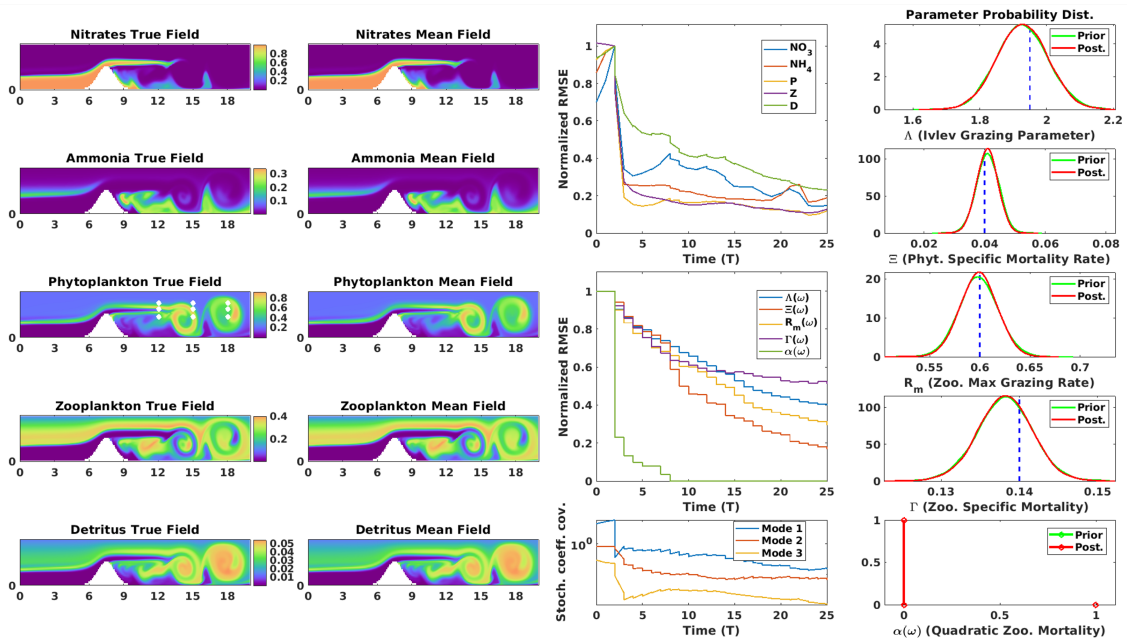 Nitrates True Field
0.8
0.6
0.4
0.2
0
0 3 6 9 12 15 18
Nitrates Mean Field
0
0 3 6 9 12 15 18
Ammonia True Field
0.3
0.2
0.1
0
0 3 6 9 12 15 18
Ammonia Mean Field
0
0 3 6 9 12 15 18
Phytoplankton True Field
0.8
0.6
0.4
0.2
0
0 3 6 9 12 15 18
Phytoplankton Mean Field
0
0 3 6 9 12 15 18
Zooplankton True Field
0.4
0.2
0
0 3 6 9 12 15 18
Zooplankton Mean Field
0
0 3 6 9 12 15 18
Detritus True Field
0.05
0.04
0.03
0.02
0.01
0
0 3 6 9 12 15 18
Detritus Mean Field
0
0 3 6 9 12 15 18
Normalized RMSE
1
0.8
0.6
0.4
0.2
0
NO₃
NH₄
P
Z
D
0 5 10 15 20 25
Time (T)
Normalized RMSE
1
0.8
0.6
0.4
0.2
0
Λ(ω)
Ξ(ω)
Rₘ(ω)
Γ(ω)
α(ω)
0 5 10 15 20 25
Time (T)
Stoch. coeff. cov.
10⁰
Mode 1
Mode 2
Mode 3
0 5 10 15 20 25
Time (T)
Parameter Probability Dist.
4
2
0
Prior
Post.
1.6 1.8 2 2.2
Λ (Ivlev Grazing Parameter)
100
50
0
Prior
Post.
0.02 0.04 0.06 0.08
Ξ (Phyt. Specific Mortality Rate)
20
10
0
Prior
Post.
0.55 0.6 0.65 0.7
Rₘ (Zoo. Max Grazing Rate)
100
50
0
Prior
Post.
0.13 0.14 0.15
Γ (Zoo. Specific Mortality)
1
0.5
0
Prior
Post.
0 0.5 1
α(ω) (Quadratic Zoo. Mortality)